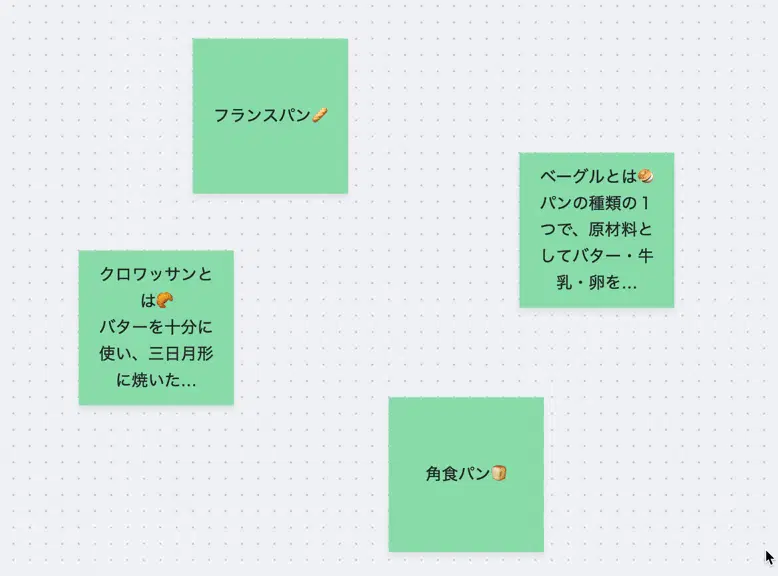 フランスパン🥖
ベーグルとは🥯
パンの種類の１
つで、原材料と
してバター・牛
乳・卵を…
クロワッサンと
は🥐
バターを十分に
使い、三日月形
に焼いた…
角食パン🍞